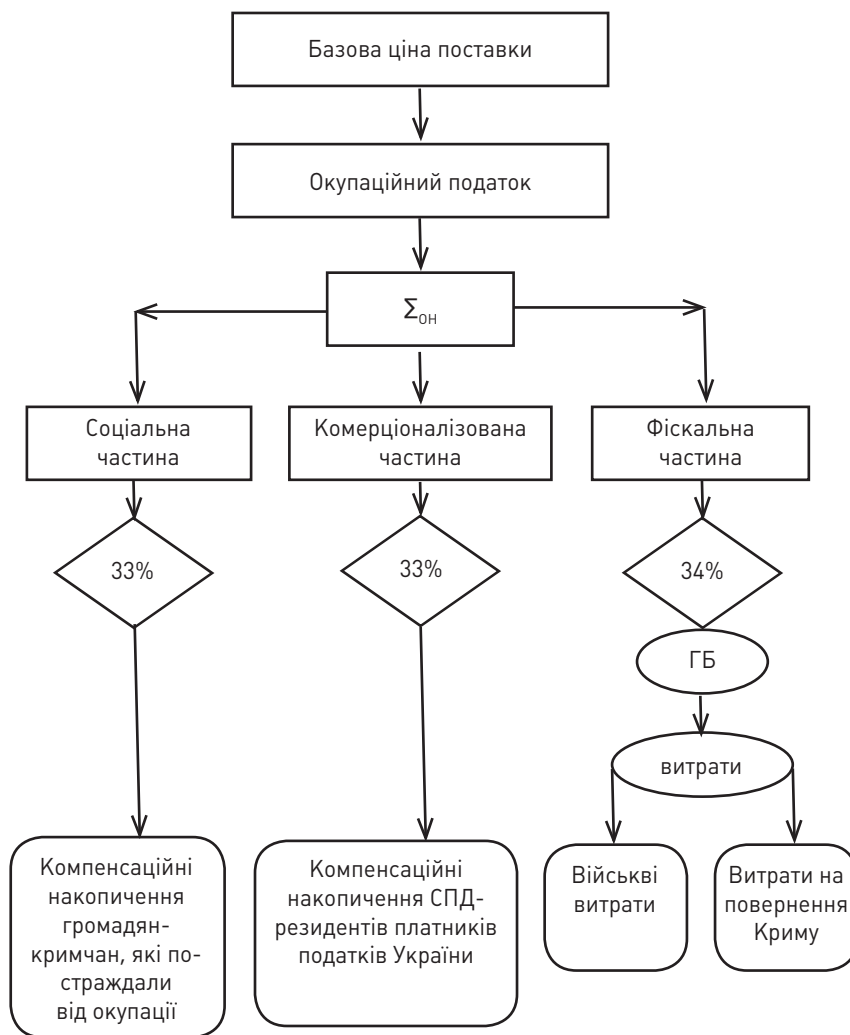 Базова ціна поставки
Окупаційний податок
ΣОН
Соціальна
частина
Комерціоналізована
частина
Фіскальна
частина
33%
33%
34%
ГБ
витрати
Компенсаційні
накопичення
громадян-
кримчан, які по-
страждали
від окупації
Компенсаційні
накопичення СПД-
резидентів платників
податків України
Військві
витрати
Витрати на
повернення
Криму